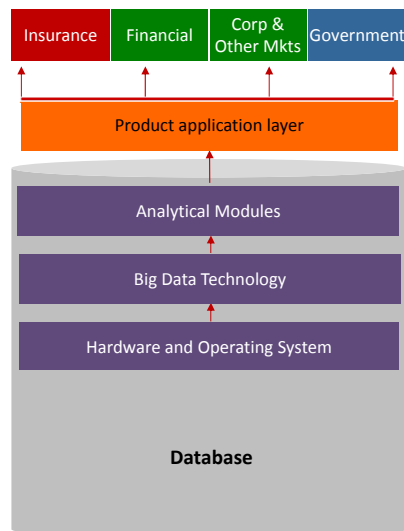 Insurance
Financial
Corp &
Other Mkts
Government
Product application layer
Analytical Modules
Big Data Technology
Hardware and Operating System
Database